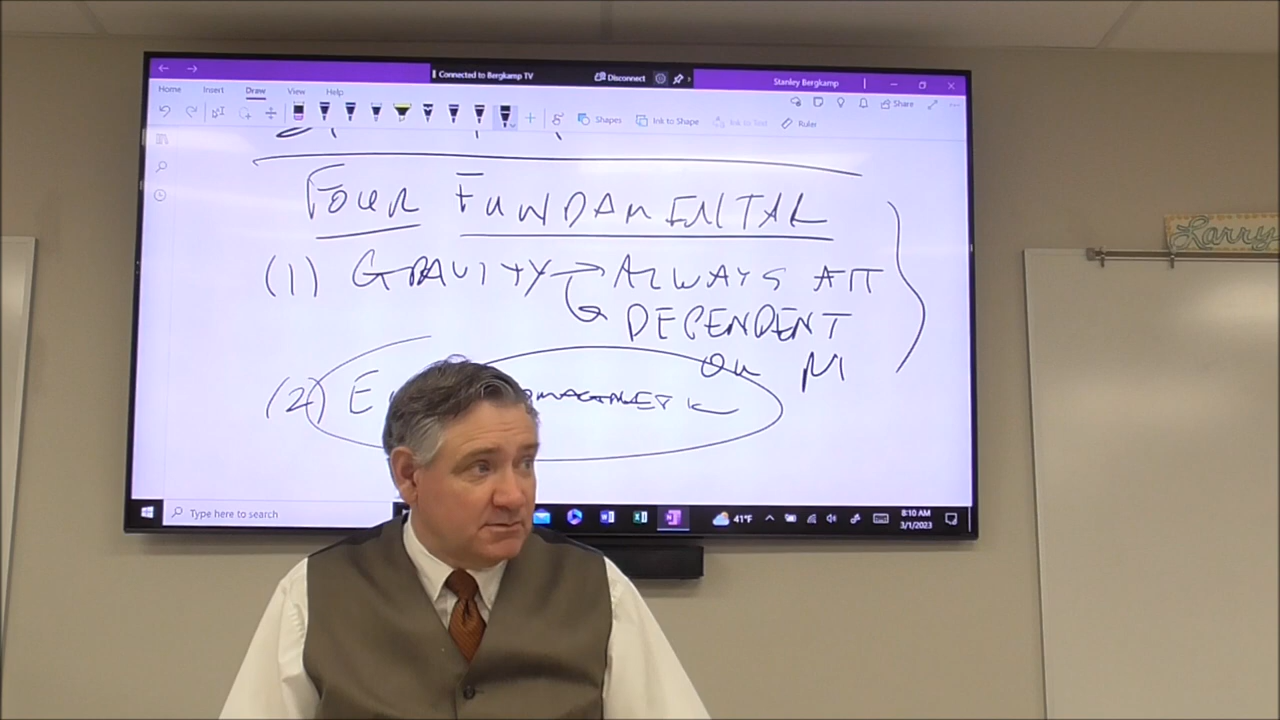 Connected to Bergkamp TV
Disconnect
Stanley Bergkamp
Home Insert Draw View Help
Share
Shapes Ink to Shape Ink to Text Ruler
FOUR FUNDAMENTAL
(1) GRAVITY → ALWAYS ATT
DEPENDENT
ON M
(2) E OMAGNETIC
Type here to search
41°F
8:10 AM
3/1/2023
Larry